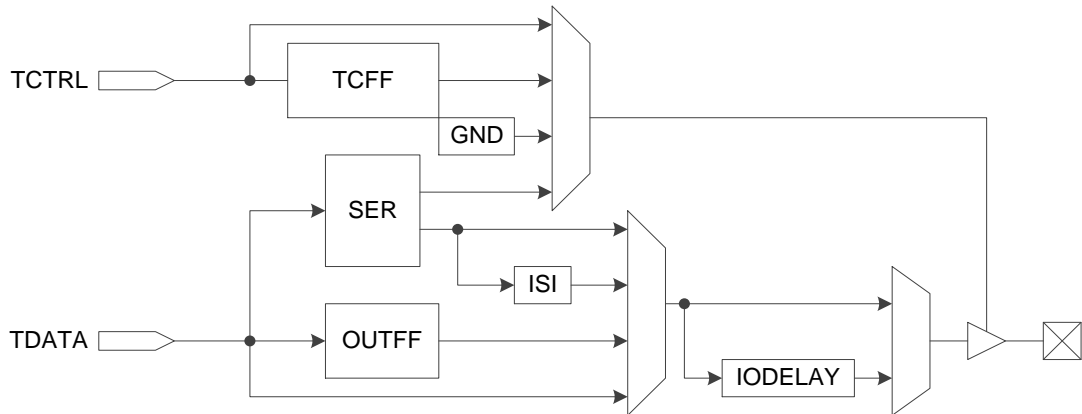 TCTRL
TCFF
GND
SER
ISI
TDATA
OUTFF
IODELAY